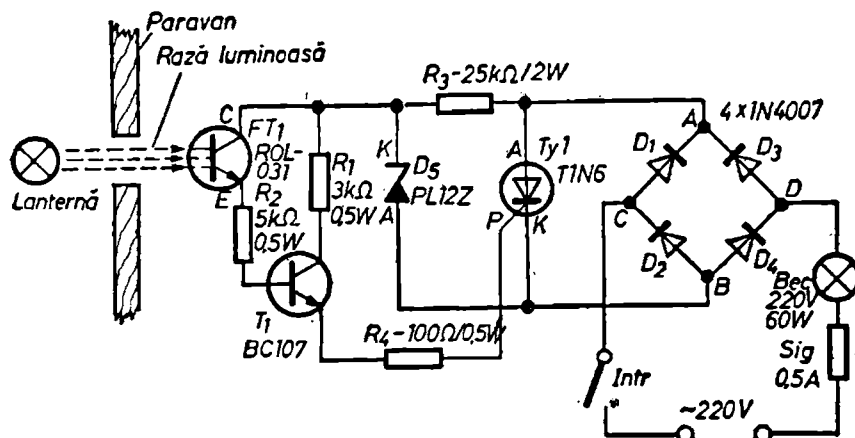 Paravan
Rază luminoasă
Lanternă
C
FT1
ROL-
031
E
R2
5kΩ
0,5W
R1
3kΩ
0,5W
T1
BC107
K
D5
PL12Z
A
R3-25kΩ/2W
R4-100Ω/0,5W
A
Ty1
T1N6
P
K
A
4×1N4007
D1
D3
C
D
D2
D4
B
Bec
220V
60W
Sig
0,5A
Intr
~220V